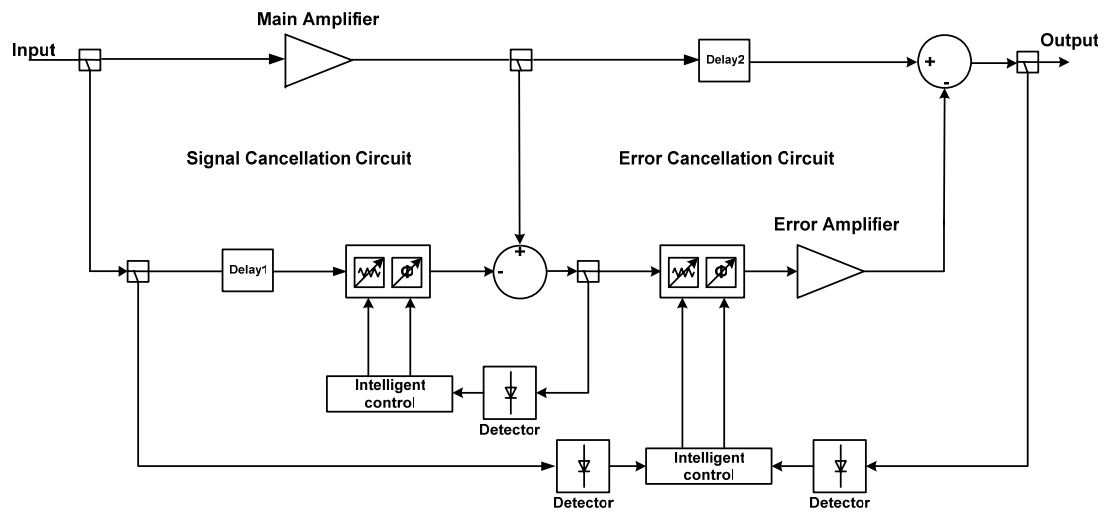 Main Amplifier
Input
Output
Delay2
+
-
Signal Cancellation Circuit
Error Cancellation Circuit
Error Amplifier
+
-
Delay1
Φ
Φ
Intelligent
control
Detector
Intelligent
control
Detector
Detector